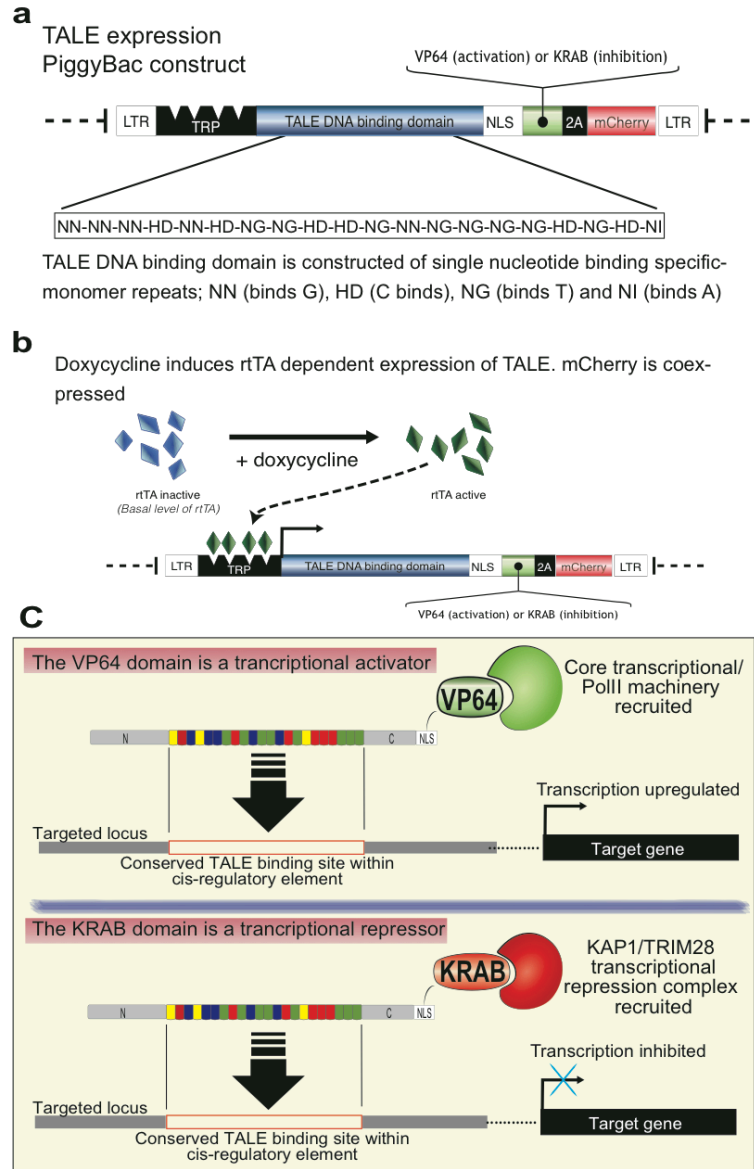 a
TALE expression
PiggyBac construct
VP64 (activation) or KRAB (inhibition)
LTR
TRP
TALE DNA binding domain
NLS
2A
mCherry
LTR
NN-NN-NN-HD-NN-HD-NG-NG-HD-HD-NG-NN-NG-NG-NG-NG-HD-NG-HD-NI
TALE DNA binding domain is constructed of single nucleotide binding specific-
monomer repeats; NN (binds G), HD (C binds), NG (binds T) and NI (binds A)
b
Doxycycline induces rtTA dependent expression of TALE. mCherry is coex-
pressed
+ doxycycline
rtTA inactive
(Basal level of rtTA)
rtTA active
LTR
TRP
TALE DNA binding domain
NLS
2A
mCherry
LTR
VP64 (activation) or KRAB (inhibition)
C
The VP64 domain is a trancriptional activator
VP64
Core transcriptional/
PolII machinery
recruited
N
C
NLS
Transcription upregulated
Targeted locus
Target gene
Conserved TALE binding site within
cis-regulatory element
The KRAB domain is a trancriptional repressor
KRAB
KAP1/TRIM28
transcriptional
repression complex
recruited
N
C
NLS
Transcription inhibited
Targeted locus
Target gene
Conserved TALE binding site within
cis-regulatory element